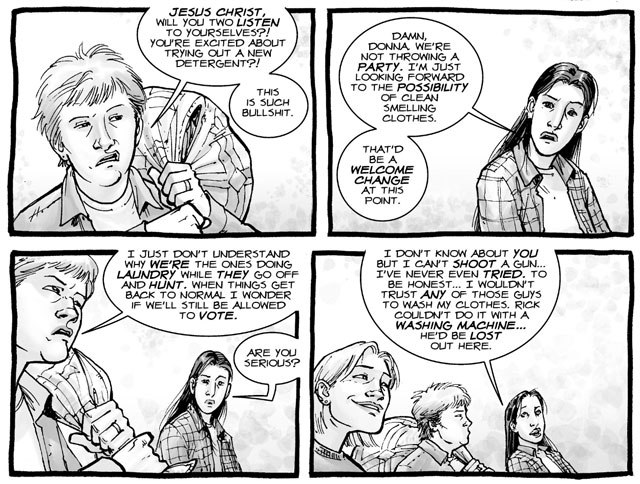 JESUS CHRIST,
WILL YOU TWO LISTEN
TO YOURSELVES?!
YOU'RE EXCITED ABOUT
TRYING OUT A NEW
DETERGENT?!
THIS
IS SUCH
BULLSHIT.
DAMN,
DONNA. WE'RE
NOT THROWING A
PARTY. I'M JUST
LOOKING FORWARD
TO THE POSSIBILITY
OF CLEAN
SMELLING
CLOTHES.
THAT'D
BE A
WELCOME
CHANGE
AT THIS
POINT.
I JUST DON'T UNDERSTAND
WHY WE'RE THE ONES DOING
LAUNDRY WHILE THEY GO OFF
AND HUNT. WHEN THINGS GET
BACK TO NORMAL I WONDER
IF WE'LL STILL BE ALLOWED
TO VOTE.
ARE YOU
SERIOUS?
I DON'T KNOW ABOUT YOU
BUT I CAN'T SHOOT A GUN...
I'VE NEVER EVEN TRIED. TO
BE HONEST... I WOULDN'T
TRUST ANY OF THOSE GUYS
TO WASH MY CLOTHES. RICK
COULDN'T DO IT WITH A
WASHING MACHINE...
HE'D BE LOST
OUT HERE.